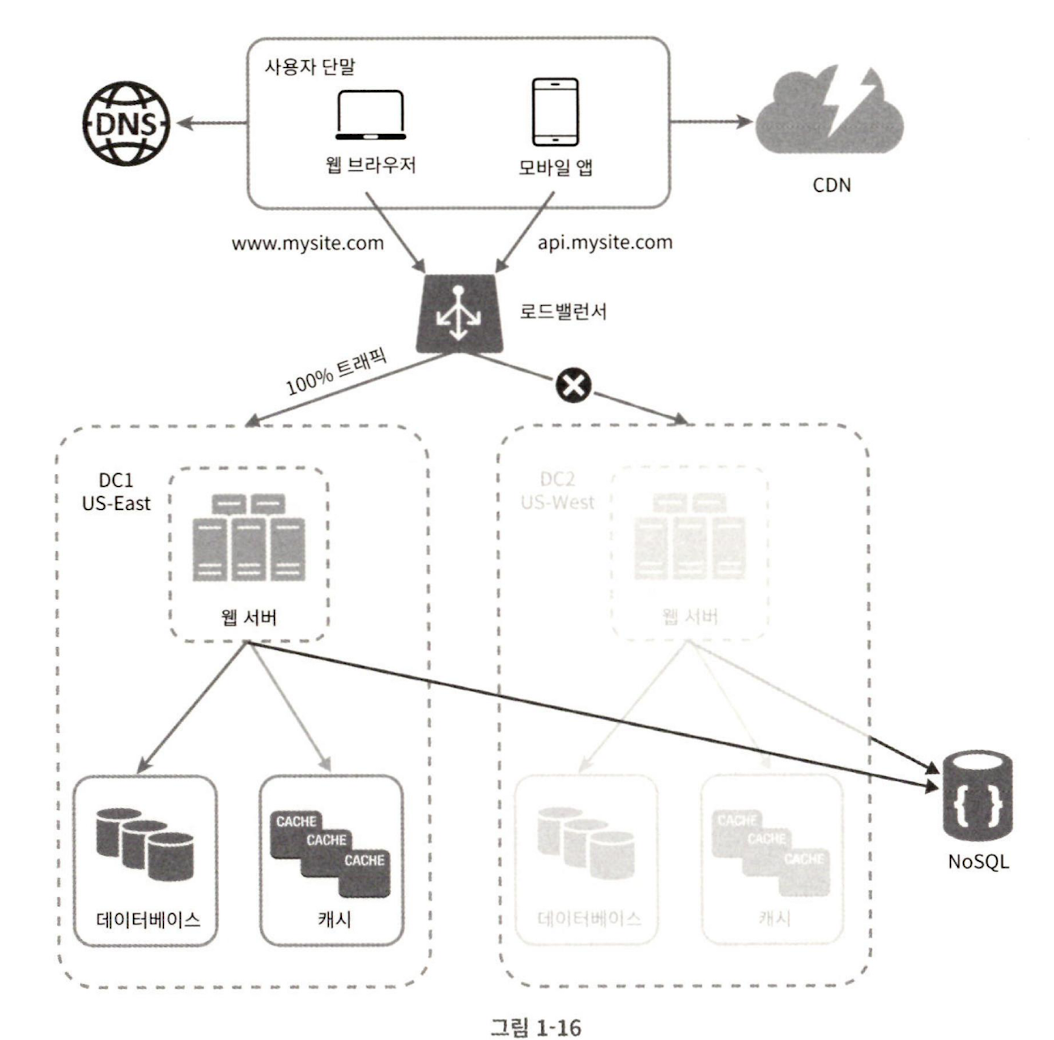 사용자 단말
DNS
웹 브라우저
모바일 앱
CDN
www.mysite.com
api.mysite.com
로드밸런서
100% 트래픽
DC1
US-East
웹 서버
DC2
US-West
웹 서버
CACHE
CACHE
CACHE
데이터베이스
캐시
CACHE
CACHE
CACHE
데이터베이스
캐시
{ }
NoSQL
그림 1-16